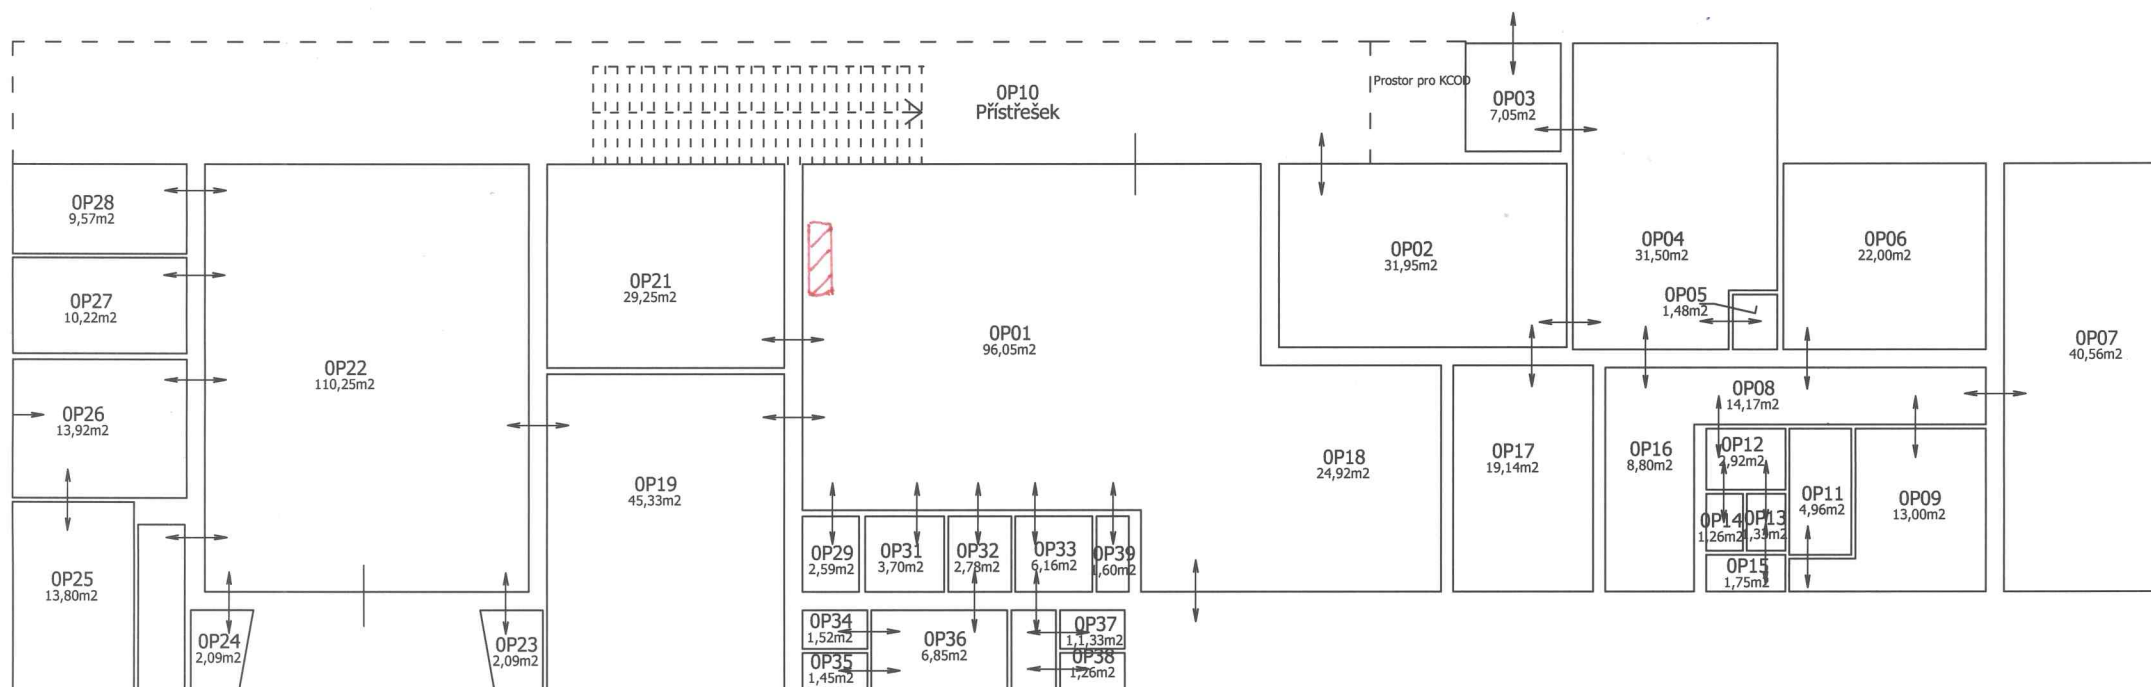 0P10
Přístřešek
Prostor pro KCOD
0P03
7,05m2
0P28
9,57m2
0P27
10,22m2
0P26
13,92m2
0P25
13,80m2
0P22
110,25m2
0P24
2,09m2
0P23
2,09m2
0P21
29,25m2
0P19
45,33m2
0P01
96,05m2
0P18
24,92m2
0P02
31,95m2
0P04
31,50m2
0P05
1,48m2
0P06
22,00m2
0P07
40,56m2
0P08
14,17m2
0P17
19,14m2
0P16
8,80m2
0P12
2,92m2
0P14
1,26m2
0P13
1,33m2
0P15
1,75m2
0P11
4,96m2
0P09
13,00m2
0P29
2,59m2
0P31
3,70m2
0P32
2,78m2
0P33
6,16m2
0P39
1,60m2
0P34
1,52m2
0P35
1,45m2
0P36
6,85m2
0P37
1,1,33m2
0P38
1,26m2